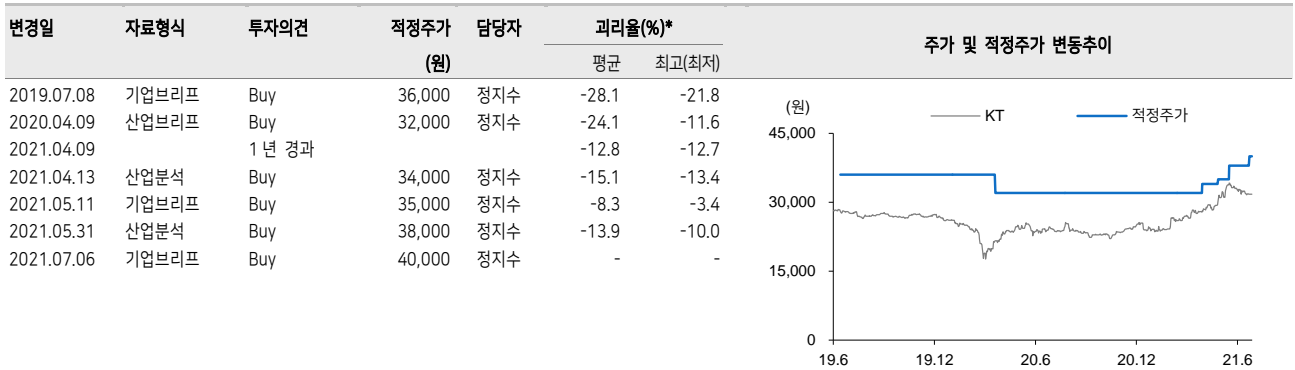 변경일 자료형식 투자의견 적정주가 담당자 괴리율(%)* 주가 및 적정주가 변동추이
(원) 평균 최고(최저)
2019.07.08 기업브리프 Buy 36,000 정지수 -28.1 -21.8
2020.04.09 산업브리프 Buy 32,000 정지수 -24.1 -11.6
2021.04.09 1년 경과 -12.8 -12.7
2021.04.13 산업분석 Buy 34,000 정지수 -15.1 -13.4
2021.05.11 기업브리프 Buy 35,000 정지수 -8.3 -3.4
2021.05.31 산업분석 Buy 38,000 정지수 -13.9 -10.0
2021.07.06 기업브리프 Buy 40,000 정지수 - -
(원)
KT 적정주가
45,000
30,000
15,000
0
19.6 19.12 20.6 20.12 21.6